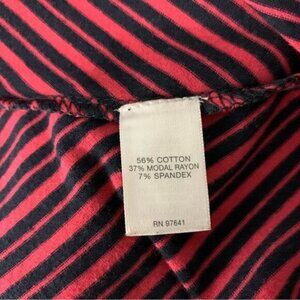 56% COTTON
37% MODAL RAYON
7% SPANDEX
RN 97641